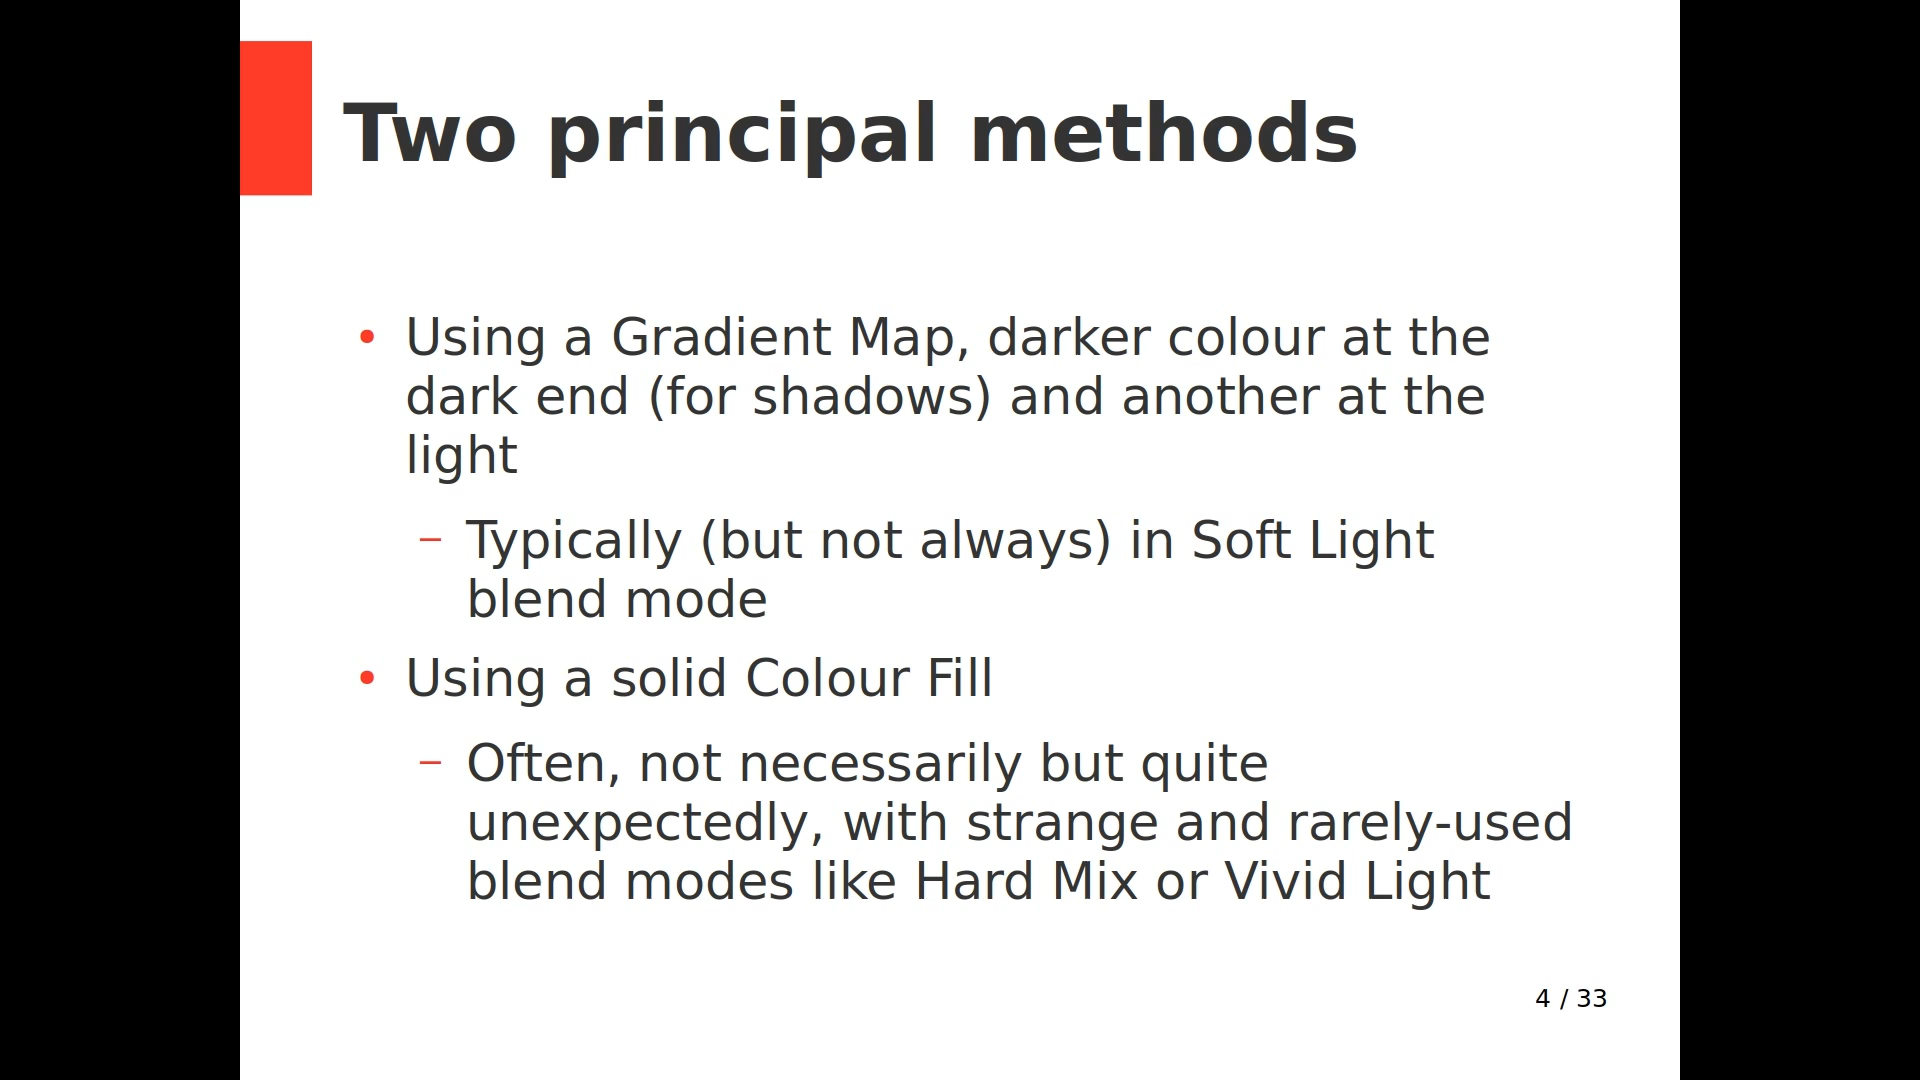 Two principal methods
• Using a Gradient Map, darker colour at the
dark end (for shadows) and another at the
light
– Typically (but not always) in Soft Light
blend mode
• Using a solid Colour Fill
– Often, not necessarily but quite
unexpectedly, with strange and rarely-used
blend modes like Hard Mix or Vivid Light
4 / 33